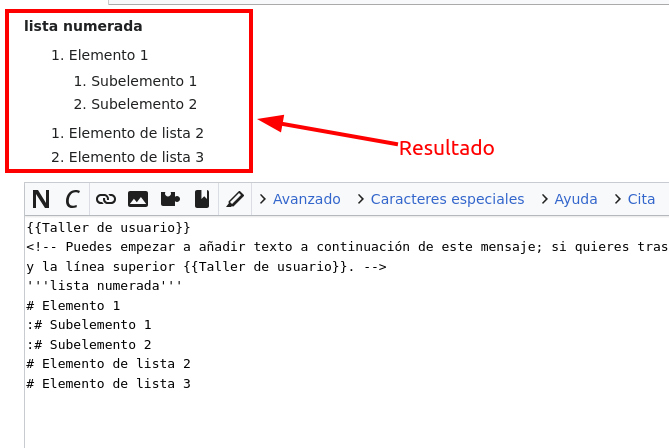 lista numerada
1. Elemento 1
1. Subelemento 1
2. Subelemento 2
1. Elemento de lista 2
2. Elemento de lista 3
Resultado
N C > Avanzado > Caracteres especiales > Ayuda > Cita
{{Taller de usuario}}
<!-- Puedes empezar a añadir texto a continuación de este mensaje; si quieres tras
y la línea superior {{Taller de usuario}}. -->
'''lista numerada'''
# Elemento 1
:# Subelemento 1
:# Subelemento 2
# Elemento de lista 2
# Elemento de lista 3